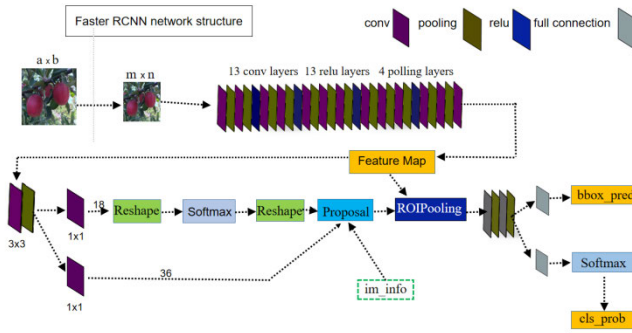 Faster RCNN network structure
conv
pooling
relu
full connection
a x b
m x n
13 conv layers 13 relu layers 4 polling layers
Feature Map
3x3
1x1
18
Reshape
Softmax
Reshape
Proposal
ROIPooling
bbox_pred
1x1
36
im_info
Softmax
cls_prob